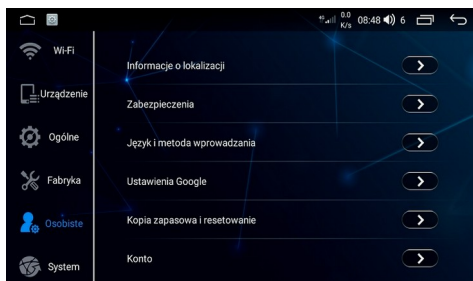 4G 0.0 K/s 08:48 6
Wi-Fi
Urządzenie
Ogólne
Fabryka
Osobiste
System
Informacje o lokalizacji
Zabezpieczenia
Język i metoda wprowadzania
Ustawienia Google
Kopia zapasowa i resetowanie
Konto